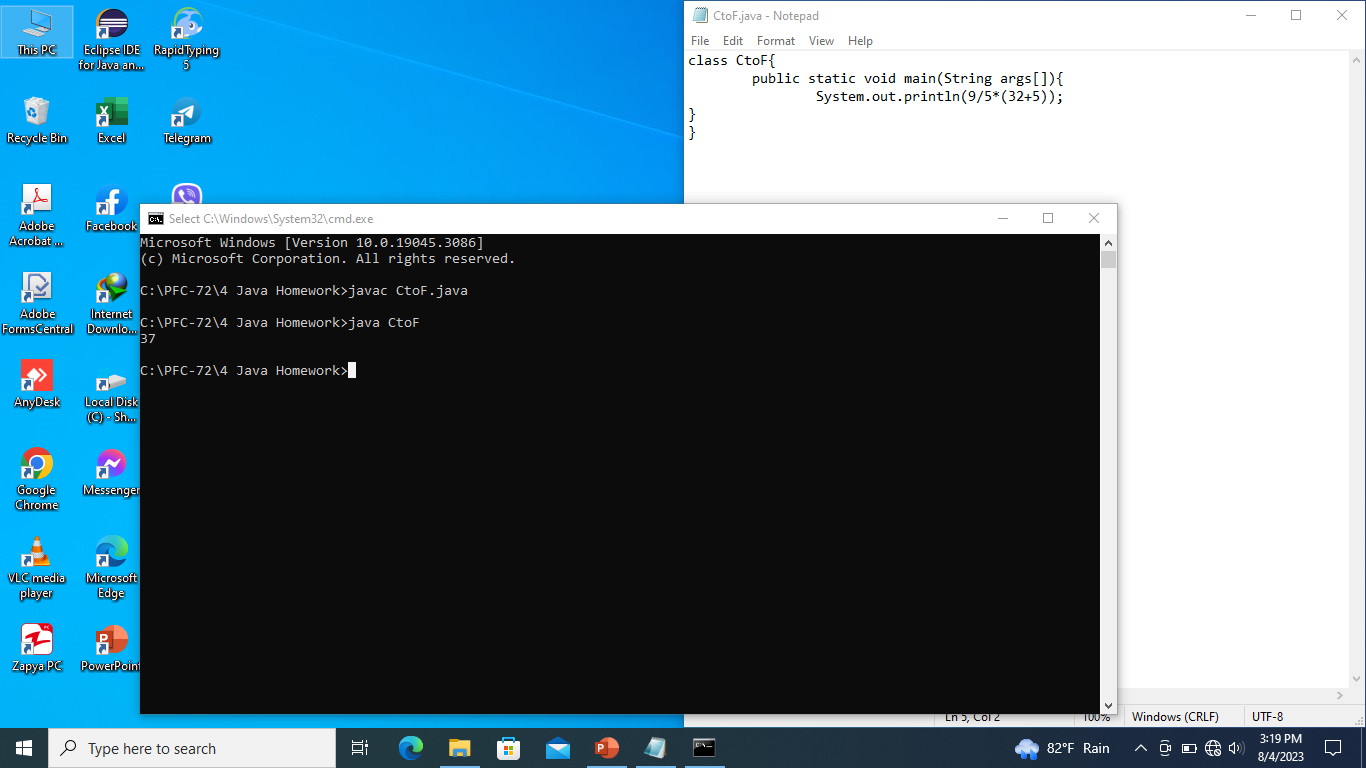 This PC
Eclipse IDE
for Java an...
RapidTyping
5
Recycle Bin
Excel
Telegram
Adobe
Acrobat ...
Facebook
Adobe
FormsCentral
Internet
Downlo...
AnyDesk
Local Disk
(C) - Sh...
Google
Chrome
Messenger
VLC media
player
Microsoft
Edge
Zapya PC
PowerPoint
CtoF.java - Notepad
File Edit Format View Help
class CtoF{
public static void main(String args[]){
System.out.println(9/5*(32+5));
}
}
Select C:\Windows\System32\cmd.exe
Microsoft Windows [Version 10.0.19045.3086]
(c) Microsoft Corporation. All rights reserved.
C:\PFC-72\4 Java Homework>javac CtoF.java
C:\PFC-72\4 Java Homework>java CtoF
37
C:\PFC-72\4 Java Homework>
Ln 5, Col 2 100% Windows (CRLF) UTF-8
Type here to search
82°F Rain
3:19 PM
8/4/2023